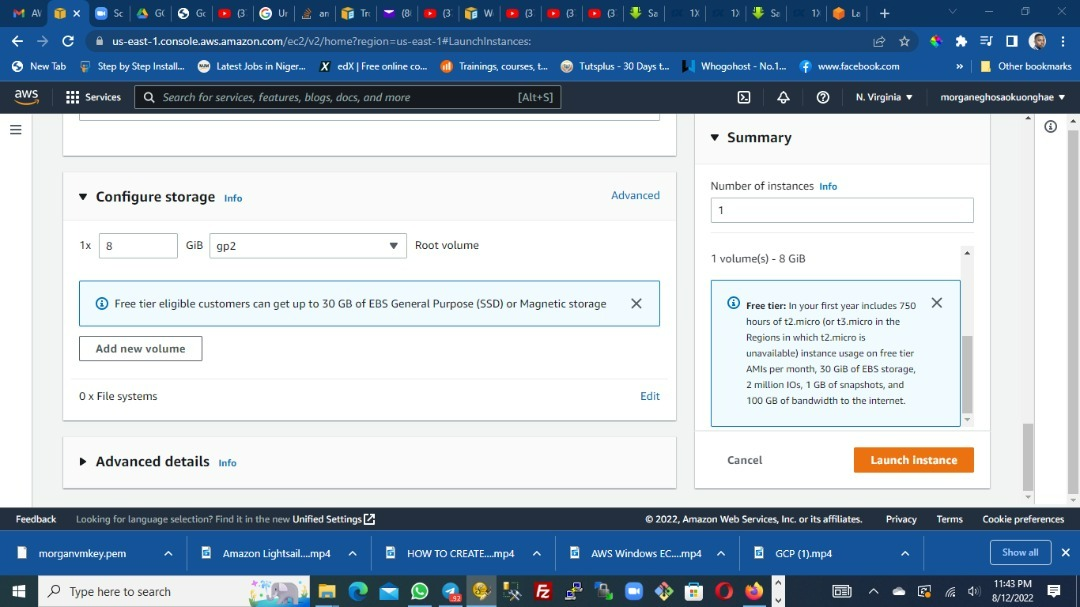 AV
Sc
GC
Gc
(3
Ur
an
Tr
(8(
(3
W
(3
(3
(3
Sa
1)
1)
Sa
1)
La
us-east-1.console.aws.amazon.com/ec2/v2/home?region=us-east-1#LaunchInstances:
New Tab
Step by Step Install...
Latest Jobs in Niger...
edX | Free online co...
Trainings, courses, t...
Tutsplus - 30 Days t...
Whogohost - No.1...
www.facebook.com
»
Other bookmarks
aws
Services
Search for services, features, blogs, docs, and more
[Alt+S]
N. Virginia
morganeghosaokuonghae
Configure storage Info
Advanced
1x
8
GiB
gp2
Root volume
Free tier eligible customers can get up to 30 GB of EBS General Purpose (SSD) or Magnetic storage
Add new volume
0 x File systems
Edit
Advanced details Info
Summary
Number of instances Info
1
1 volume(s) - 8 GiB
Free tier: In your first year includes 750
hours of t2.micro (or t3.micro in the
Regions in which t2.micro is
unavailable) instance usage on free tier
AMIs per month, 30 GiB of EBS storage,
2 million IOs, 1 GB of snapshots, and
100 GB of bandwidth to the internet.
Cancel
Launch instance
Feedback
Looking for language selection? Find it in the new Unified Settings
© 2022, Amazon Web Services, Inc. or its affiliates.
Privacy
Terms
Cookie preferences
morganvmkey.pem
Amazon Lightsail....mp4
HOW TO CREATE....mp4
AWS Windows EC....mp4
GCP (1).mp4
Show all
Type here to search
11:43 PM
8/12/2022